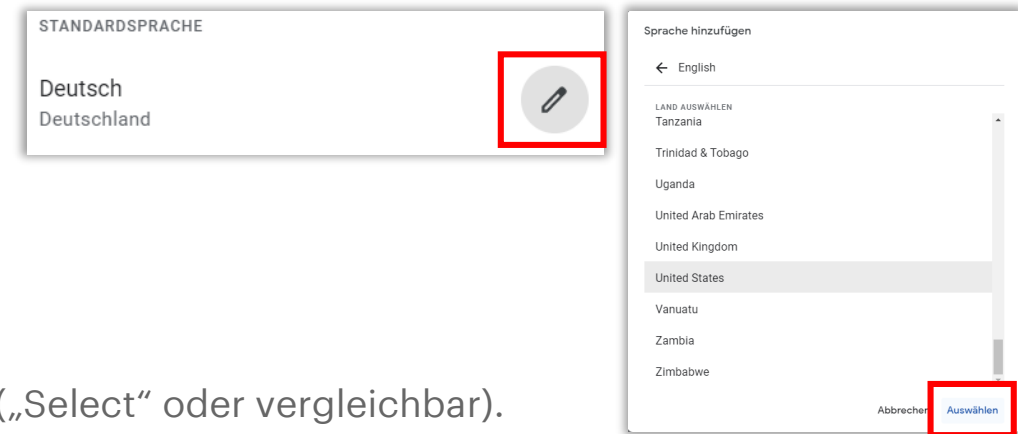 STANDARDSPRACHE
Deutsch
Deutschland
Sprache hinzufügen
← English
LAND AUSWÄHLEN
Tanzania
Trinidad & Tobago
Uganda
United Arab Emirates
United Kingdom
United States
Vanuatu
Zambia
Zimbabwe
Abbrechen Auswählen
(„Select“ oder vergleichbar).